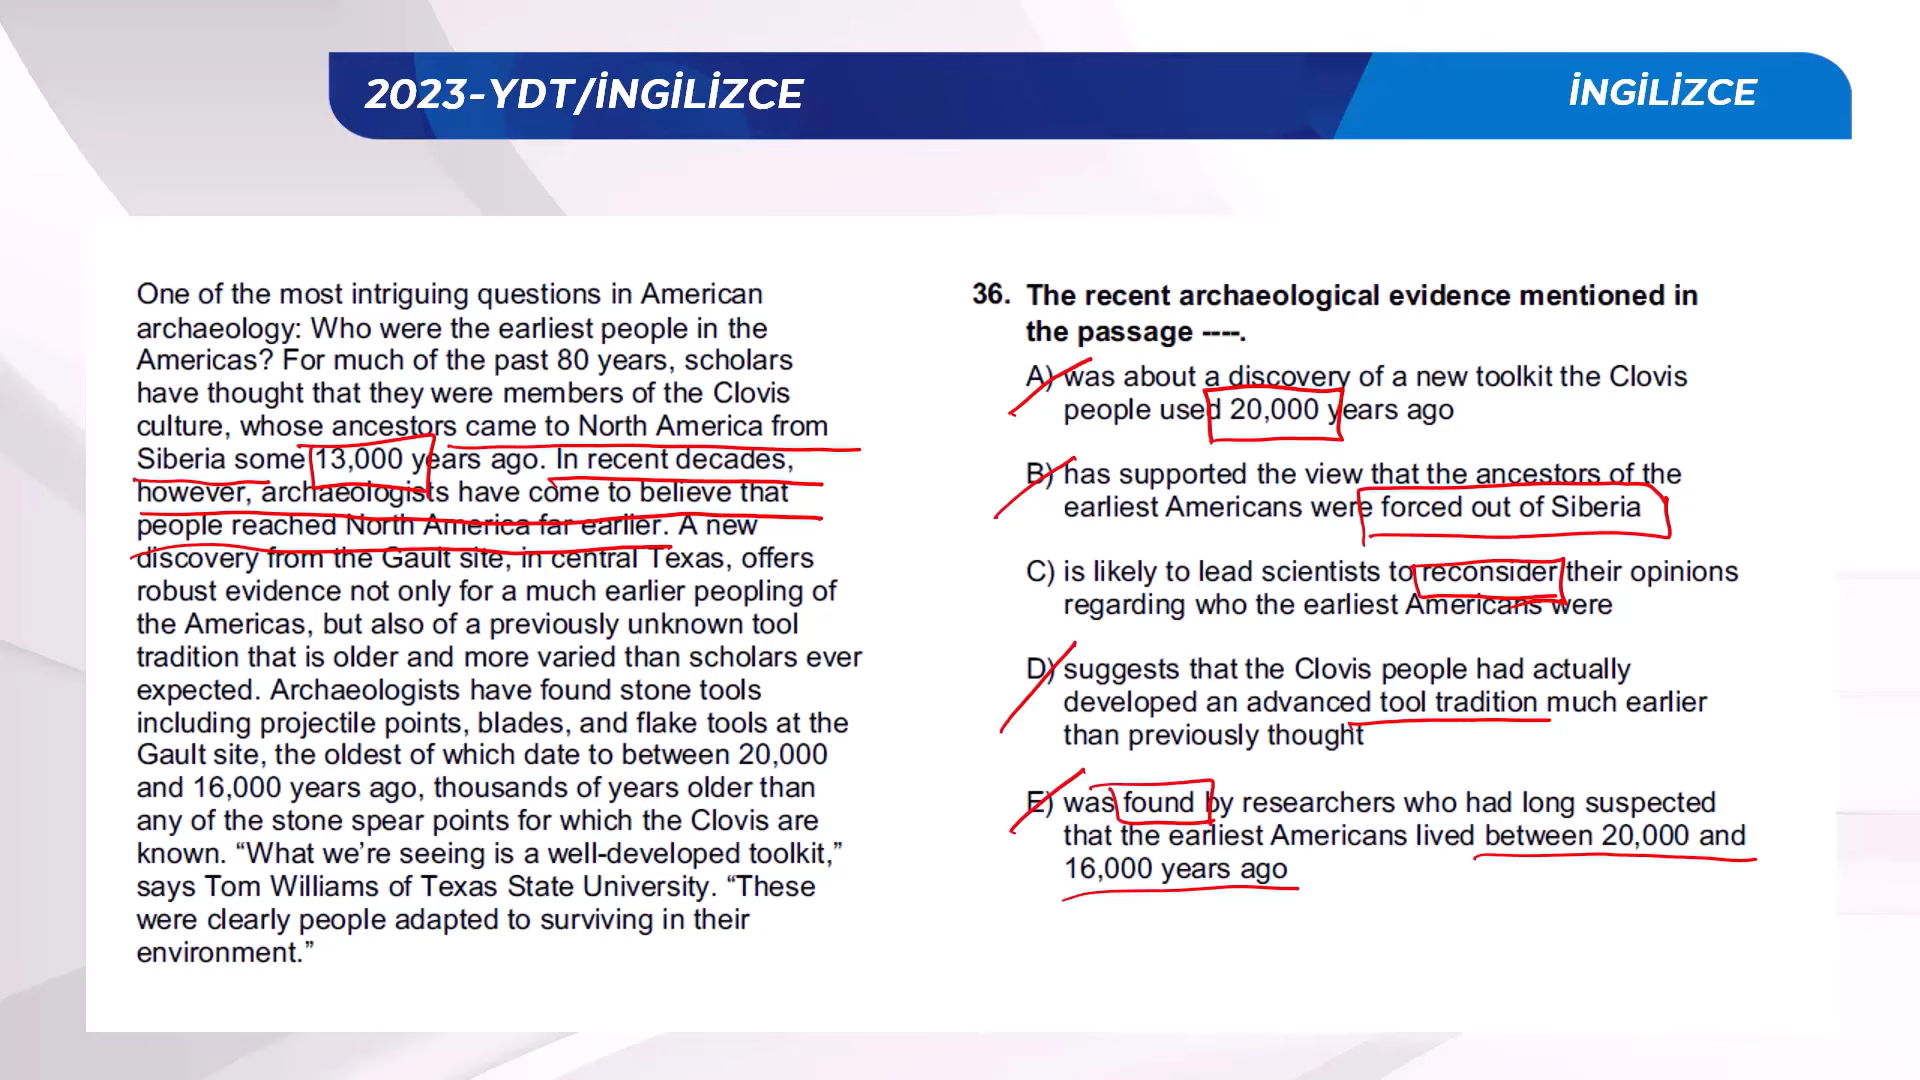 2023-YDT/İNGİLİZCE
İNGİLİZCE
One of the most intriguing questions in American
archaeology: Who were the earliest people in the
Americas? For much of the past 80 years, scholars
have thought that they were members of the Clovis
culture, whose ancestors came to North America from
Siberia some 13,000 years ago. In recent decades,
however, archaeologists have come to believe that
people reached North America far earlier. A new
discovery from the Gault site, in central Texas, offers
robust evidence not only for a much earlier peopling of
the Americas, but also of a previously unknown tool
tradition that is older and more varied than scholars ever
expected. Archaeologists have found stone tools
including projectile points, blades, and flake tools at the
Gault site, the oldest of which date to between 20,000
and 16,000 years ago, thousands of years older than
any of the stone spear points for which the Clovis are
known. “What we’re seeing is a well-developed toolkit,”
says Tom Williams of Texas State University. “These
were clearly people adapted to surviving in their
environment.”
36. The recent archaeological evidence mentioned in
the passage ----.
A) was about a discovery of a new toolkit the Clovis
people used 20,000 years ago
B) has supported the view that the ancestors of the
earliest Americans were forced out of Siberia
C) is likely to lead scientists to reconsider their opinions
regarding who the earliest Americans were
D) suggests that the Clovis people had actually
developed an advanced tool tradition much earlier
than previously thought
E) was found by researchers who had long suspected
that the earliest Americans lived between 20,000 and
16,000 years ago